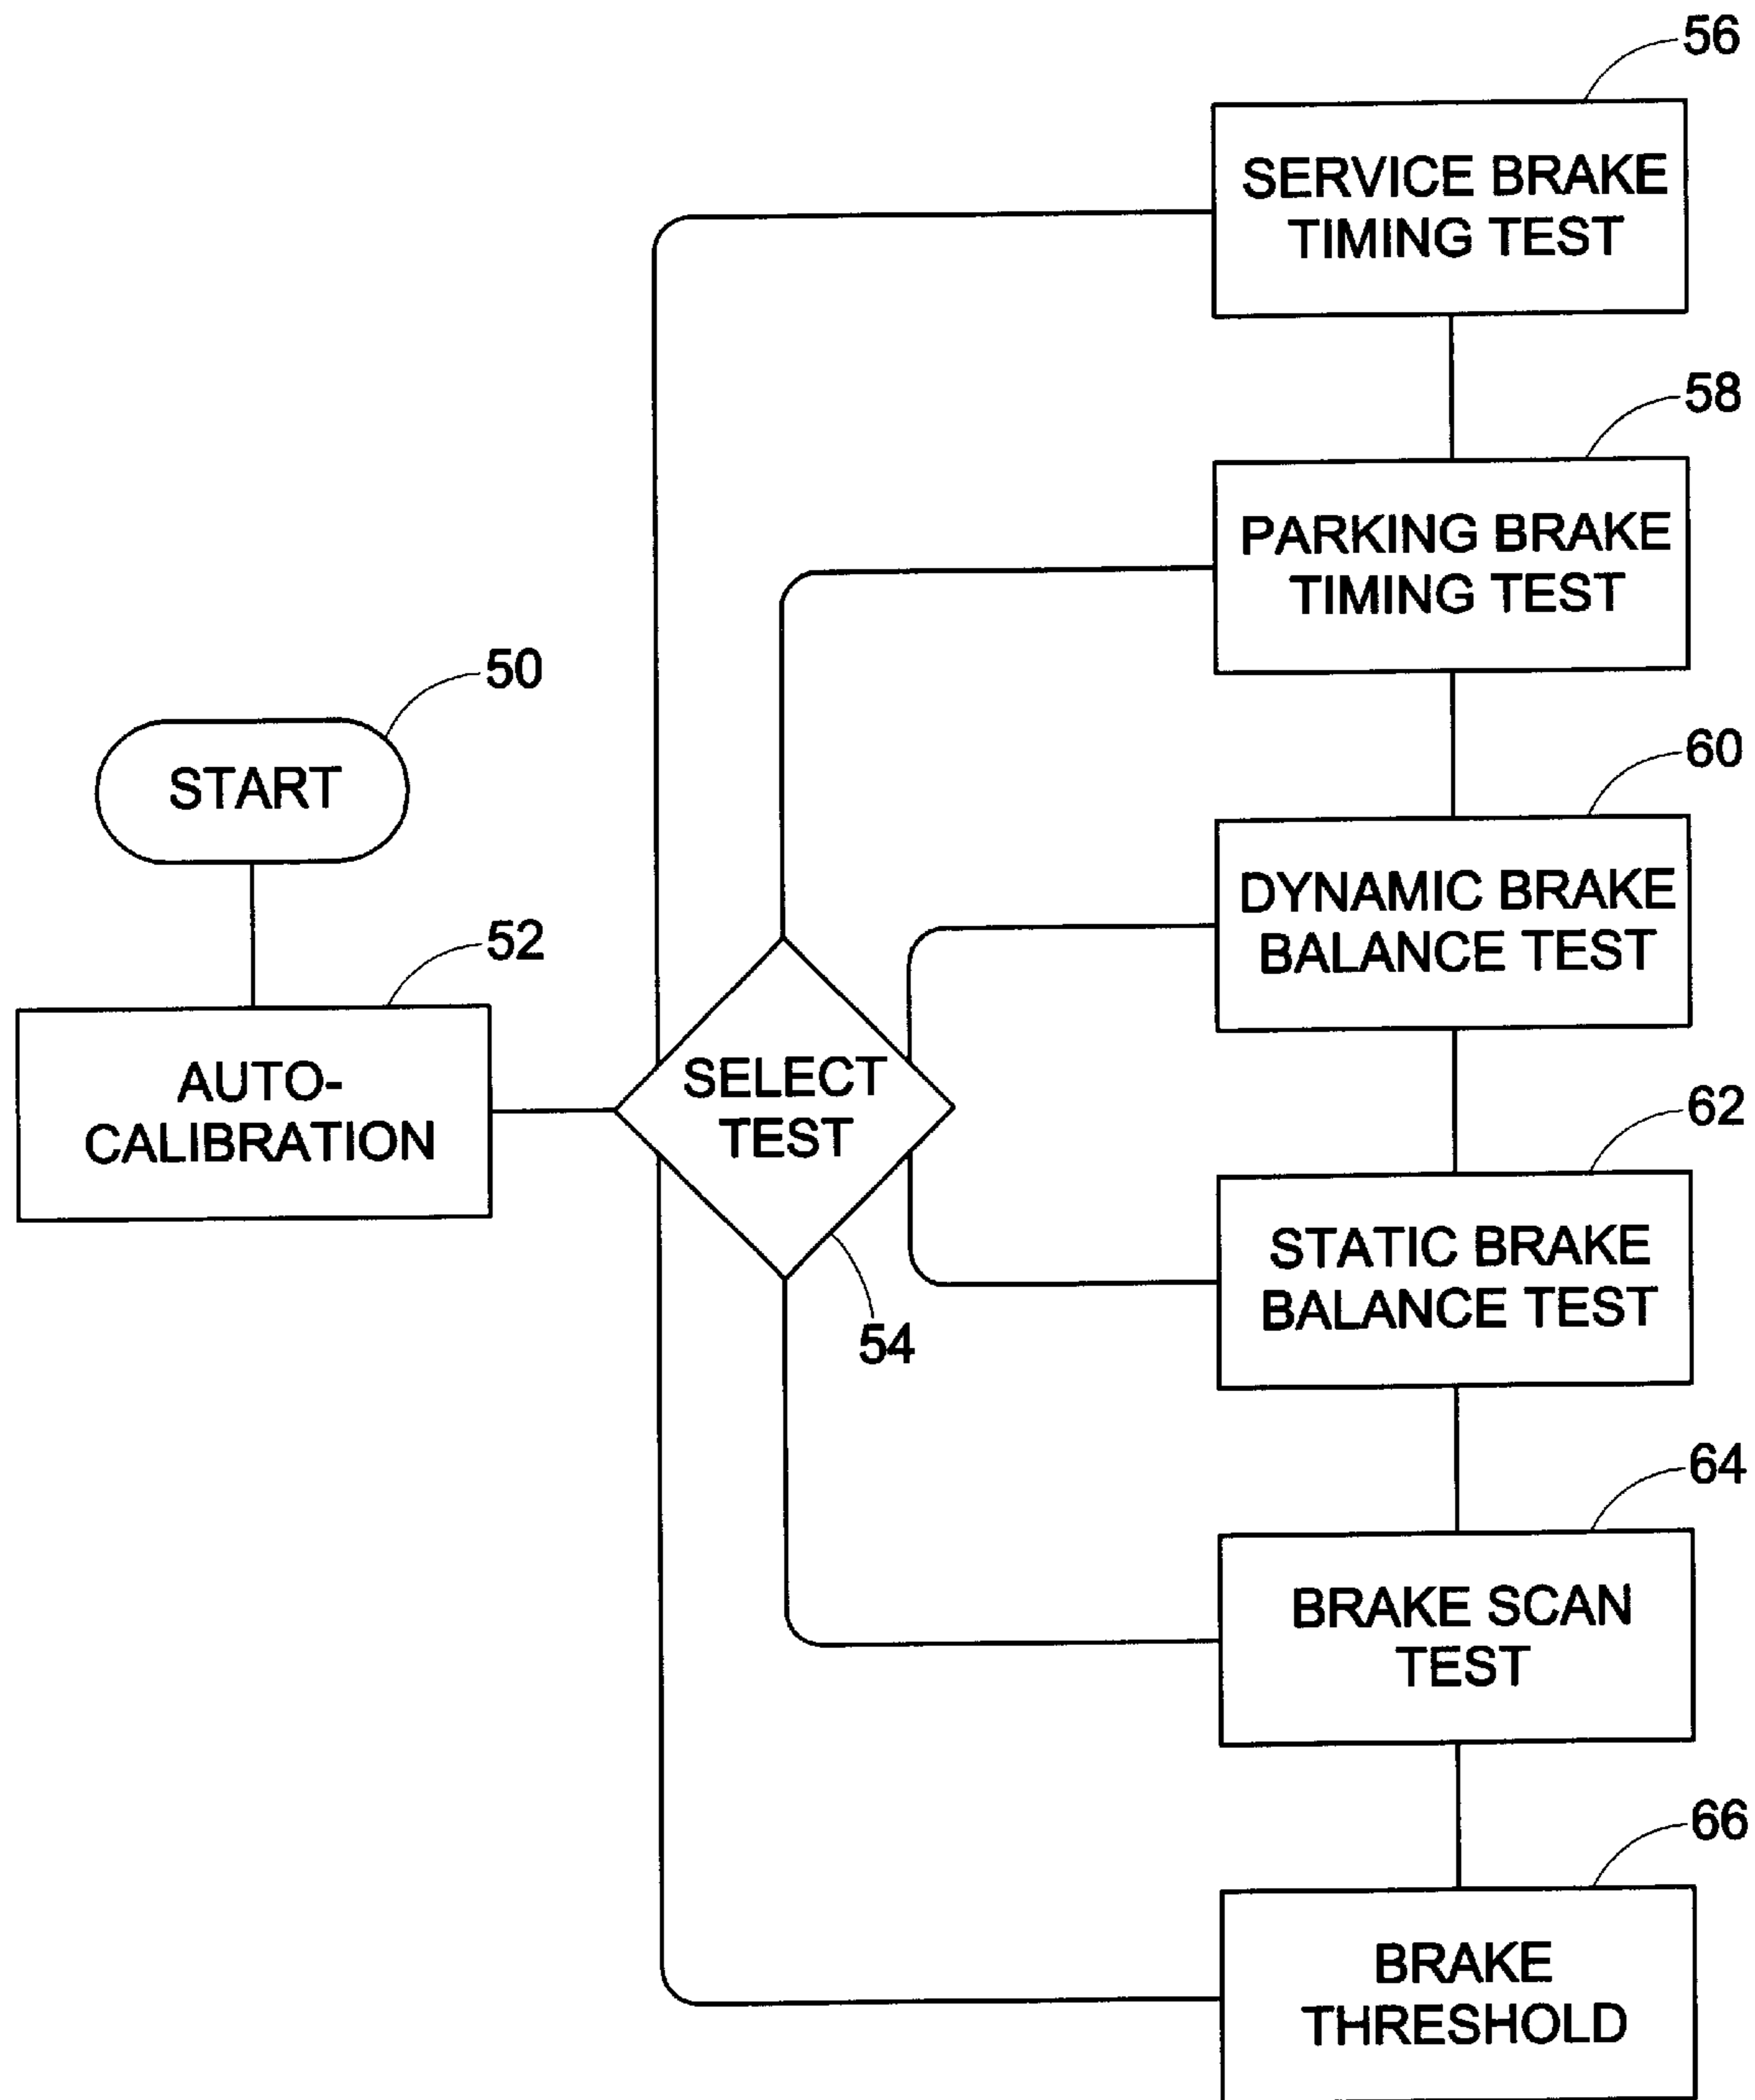 56
SERVICE BRAKE
TIMING TEST
58
PARKING BRAKE
TIMING TEST
50
START
60
DYNAMIC BRAKE
BALANCE TEST
52
AUTO-
CALIBRATION
SELECT
TEST
54
62
STATIC BRAKE
BALANCE TEST
64
BRAKE SCAN
TEST
66
BRAKE
THRESHOLD